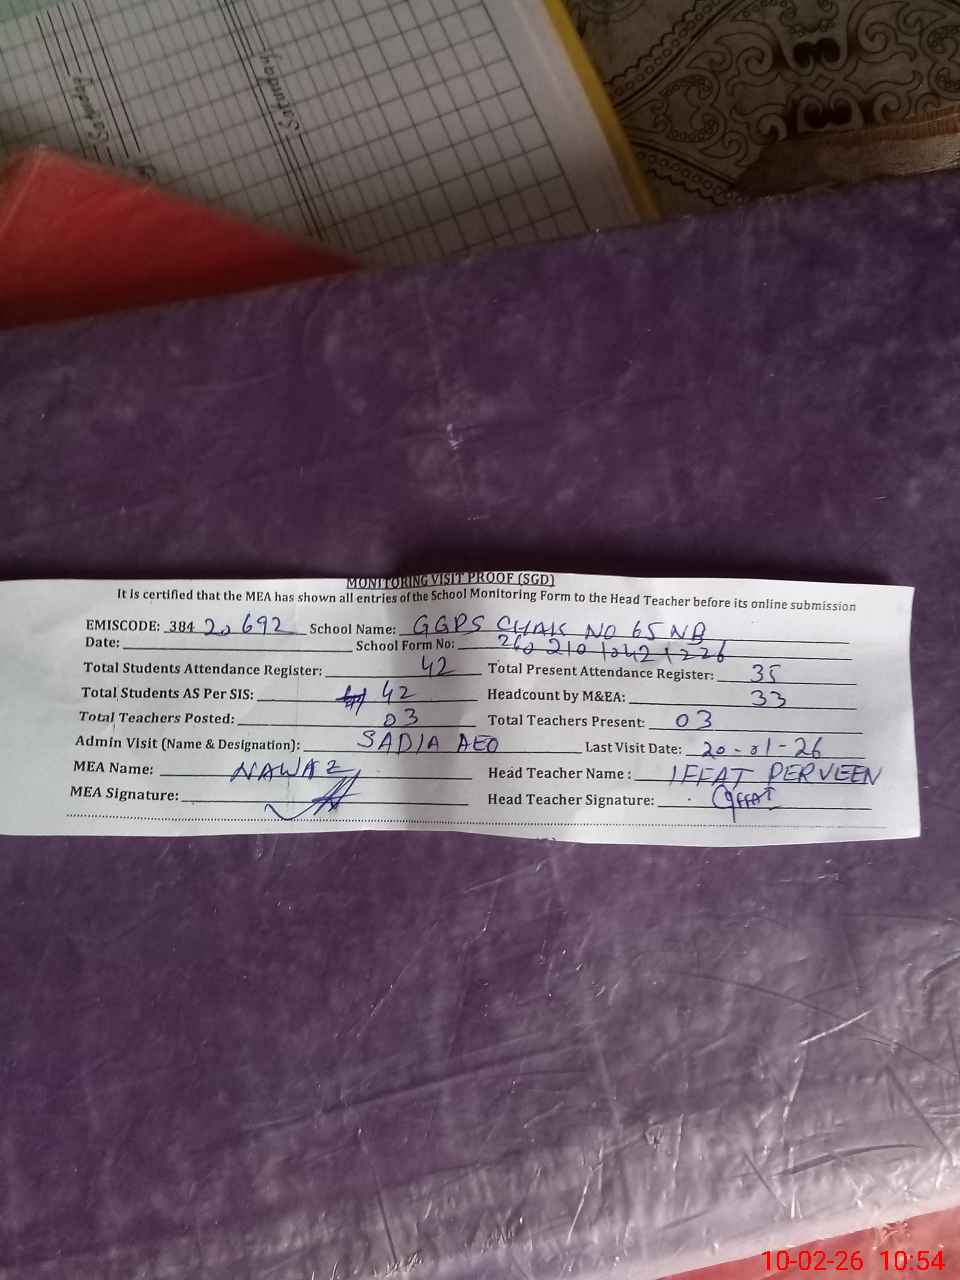 Saturday
Saturday
MONITORING VISIT PROOF (SGD)
It is certified that the MEA has shown all entries of the School Monitoring Form to the Head Teacher before its online submission
EMISCODE: 384 20692 School Name: GGPS CHAK NO 65 NB
Date: School Form No:
Total Students Attendance Register: 42 Total Present Attendance Register: 35
Total Students AS Per SIS: 42 Headcount by M&EA: 33
Total Teachers Posted: 03 Total Teachers Present: 03
Admin Visit (Name & Designation): SADIA AEO Last Visit Date: 20-01-26
MEA Name: NAWAZ Head Teacher Name : IFFAT PERVEEN
MEA Signature: Head Teacher Signature: Iffat
10-02-26 10:54